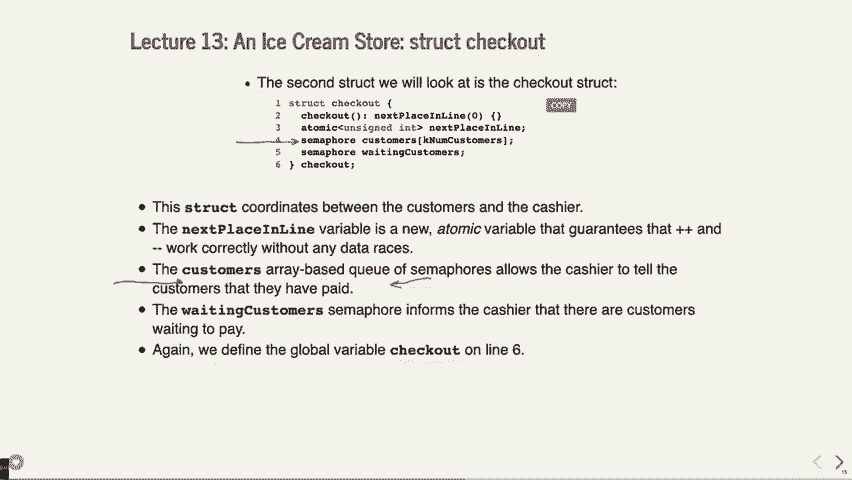 Lecture 13: An Ice Cream Store: struct checkout
• The second struct we will look at is the checkout struct:
COPY
1 struct checkout {
2 checkout(): nextPlaceInLine(0) {}
3 atomic<unsigned int> nextPlaceInLine;
4 semaphore customers[kNumCustomers];
5 semaphore waitingCustomers;
6 } checkout;
• This struct coordinates between the customers and the cashier.
• The nextPlaceInLine variable is a new, atomic variable that guarantees that ++ and
-- work correctly without any data races.
• The customers array-based queue of semaphores allows the cashier to tell the
customers that they have paid.
• The waitingCustomers semaphore informs the cashier that there are customers
waiting to pay.
• Again, we define the global variable checkout on line 6.